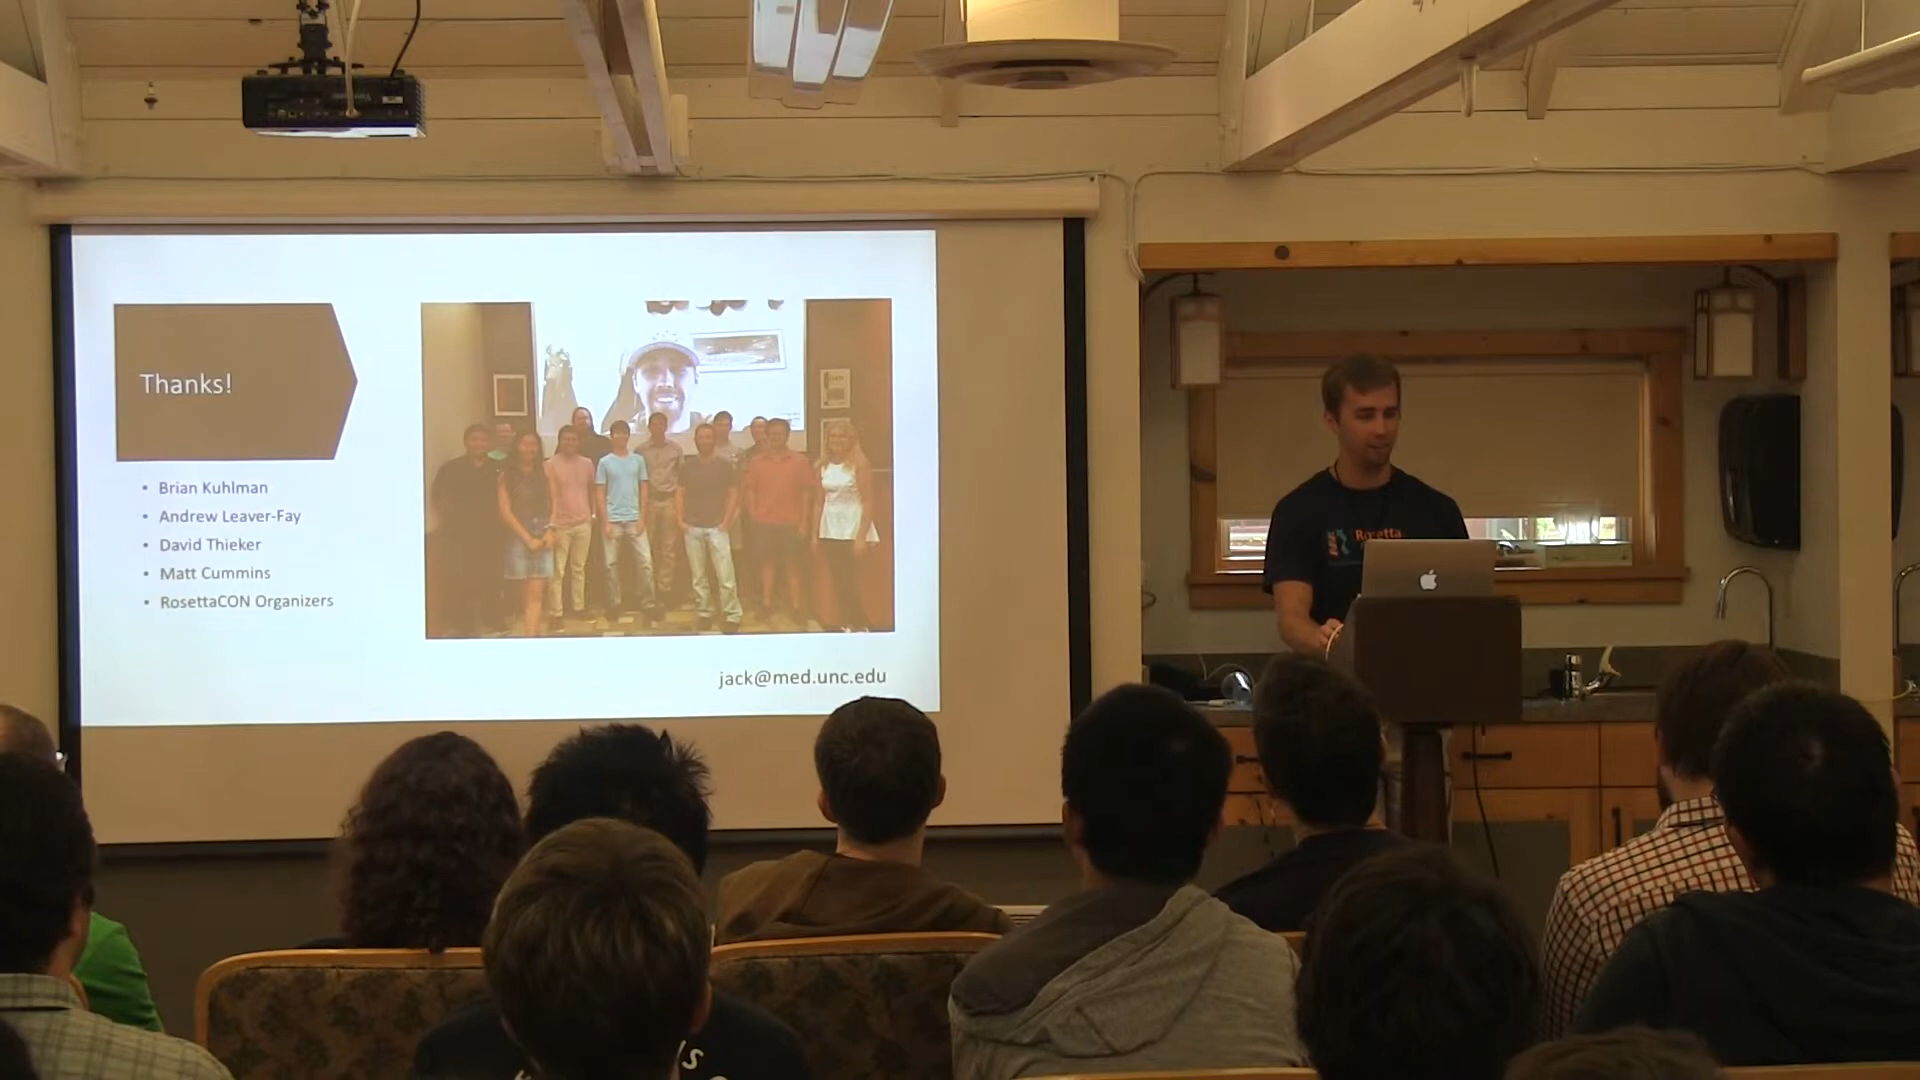 Thanks!
• Brian Kuhlman
• Andrew Leaver-Fay
• David Thieker
• Matt Cummins
• RosettaCON Organizers
jack@med.unc.edu
Rosetta